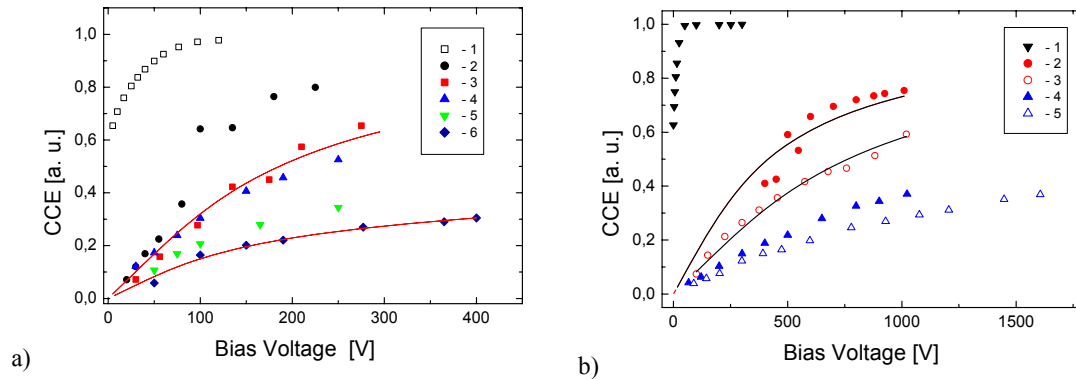 1,0
0,8
0,6
0,4
0,2
0,0
CCE [a. u.]
0 100 200 300 400
Bias Voltage [V]
- 1
- 2
- 3
- 4
- 5
- 6
a)
1,0
0,8
0,6
0,4
0,2
0,0
CCE [a. u.]
0 500 1000 1500
Bias Voltage [V]
- 1
- 2
- 3
- 4
- 5
b)